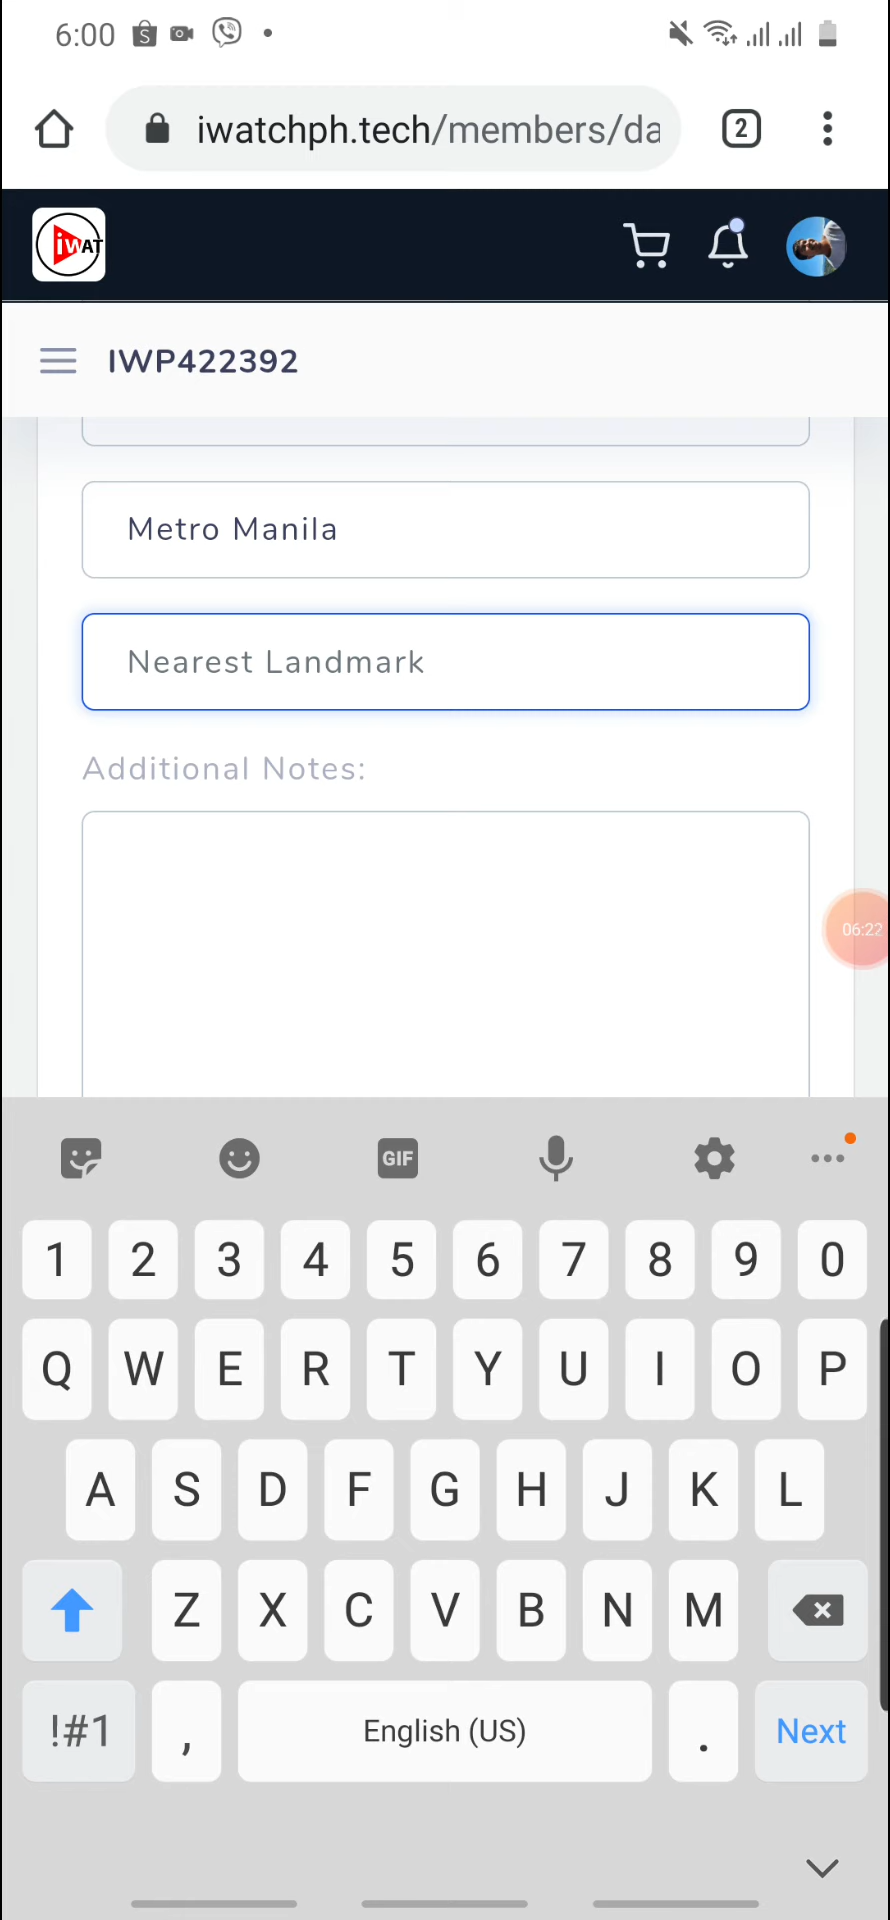 6:00
iwatchph.tech/members/da
2
iWAT
IWP422392
Metro Manila
Nearest Landmark
Additional Notes:
06:22
GIF
1 2 3 4 5 6 7 8 9 0
Q W E R T Y U I O P
A S D F G H J K L
Z X C V B N M
!#1 , English (US) . Next